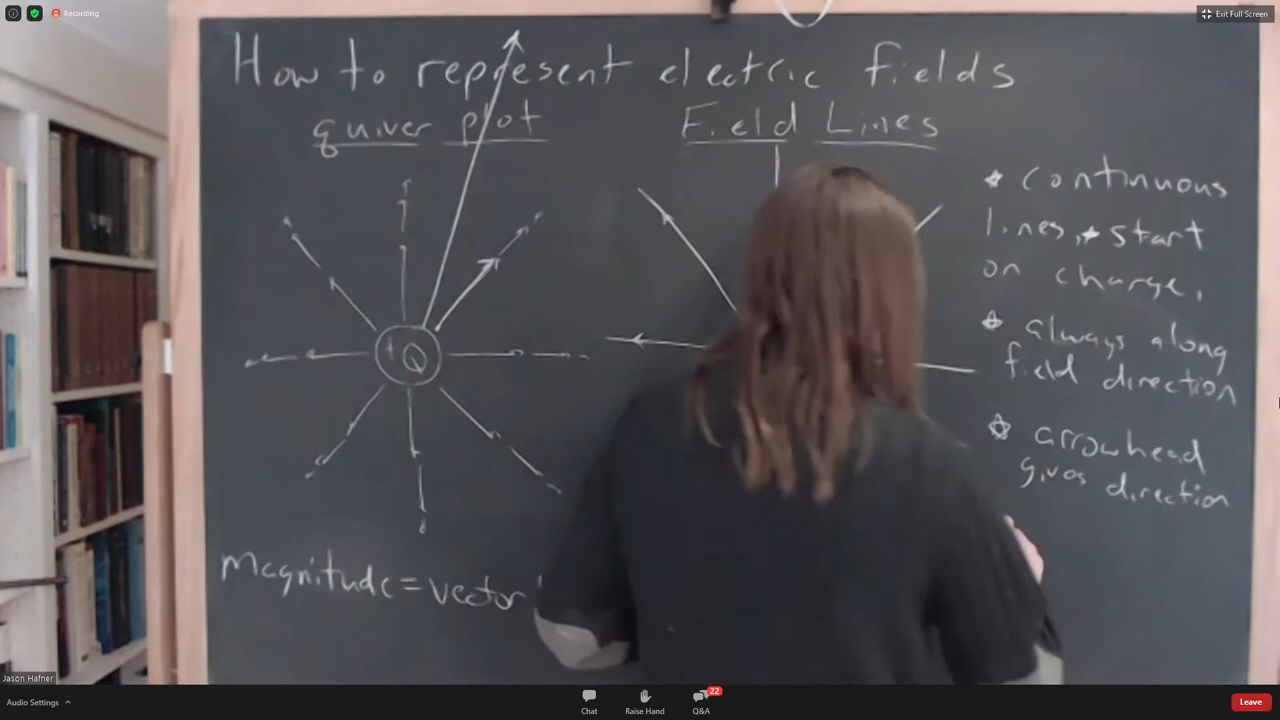 Recording
Exit Full Screen
How to represent electric fields
quiver plot
Field Lines
+Q
* continuous
lines, * start
on charge,
* always along
field direction
* arrowhead
gives direction
Magnitude = vector
Jason Hafner
Audio Settings
Chat
Raise Hand
22
Q&A
Leave